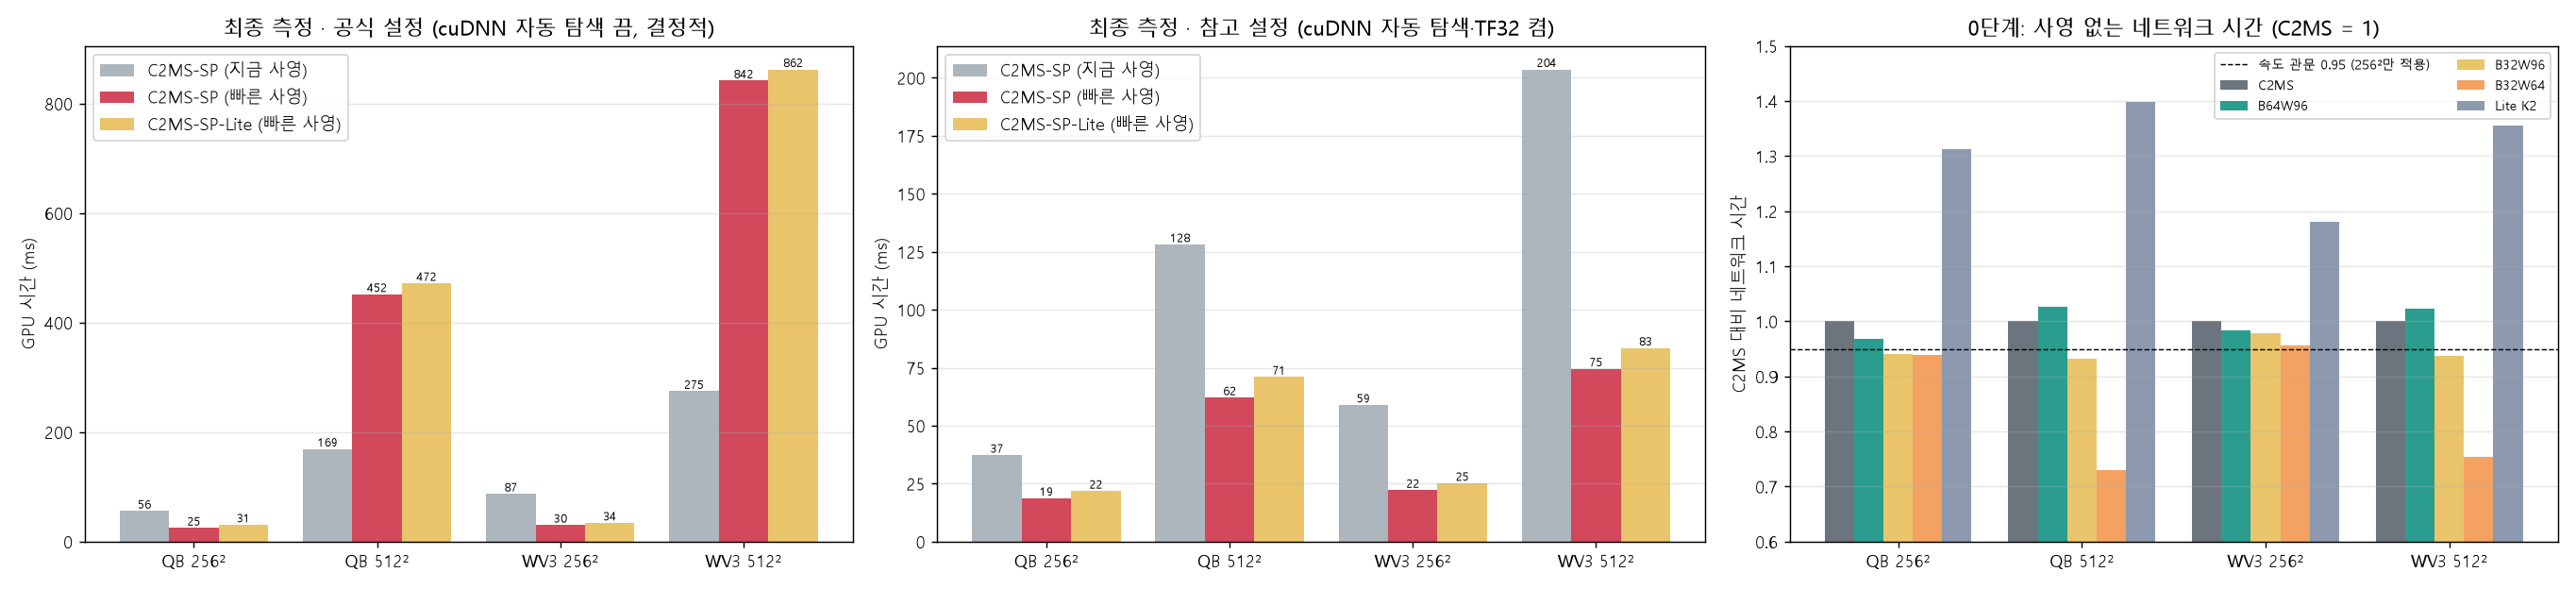 최종 측정 · 공식 설정 (cuDNN 자동 탐색 끔, 결정적)
C2MS-SP (지금 사영)
C2MS-SP (빠른 사영)
C2MS-SP-Lite (빠른 사영)
GPU 시간 (ms)
800
600
400
200
0
56
25
31
169
452
472
87
30
34
275
842
862
QB 256²
QB 512²
WV3 256²
WV3 512²
최종 측정 · 참고 설정 (cuDNN 자동 탐색·TF32 켬)
C2MS-SP (지금 사영)
C2MS-SP (빠른 사영)
C2MS-SP-Lite (빠른 사영)
GPU 시간 (ms)
200
175
150
125
100
75
50
25
0
37
19
22
128
62
71
59
22
25
204
75
83
QB 256²
QB 512²
WV3 256²
WV3 512²
0단계: 사영 없는 네트워크 시간 (C2MS = 1)
속도 관문 0.95 (256²만 적용)
C2MS
B64W96
B32W96
B32W64
Lite K2
C2MS 대비 네트워크 시간
1.5
1.4
1.3
1.2
1.1
1.0
0.9
0.8
0.7
0.6
QB 256²
QB 512²
WV3 256²
WV3 512²